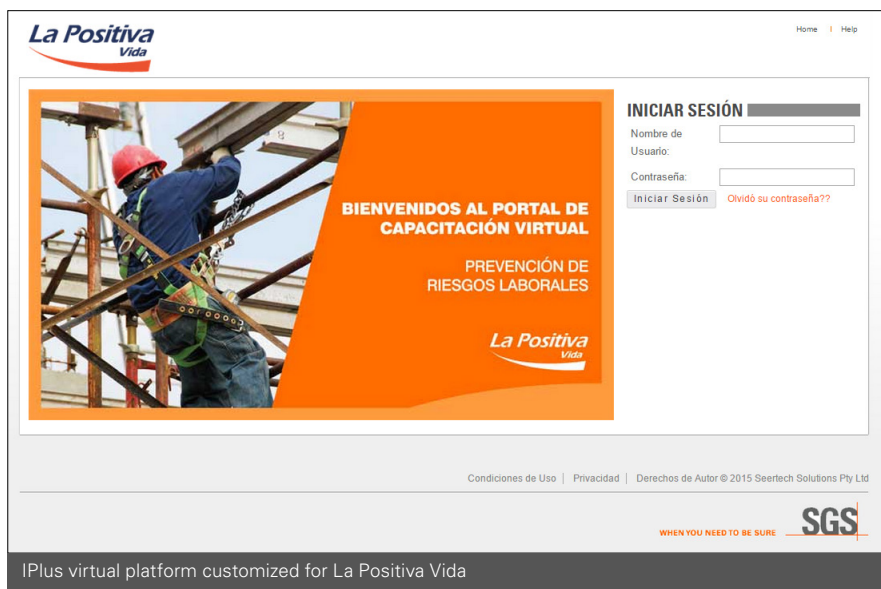 La Positiva
Vida
Home | Help
BIENVENIDOS AL PORTAL DE
CAPACITACIÓN VIRTUAL
PREVENCIÓN DE
RIESGOS LABORALES
La Positiva
Vida
INICIAR SESIÓN
Nombre de
Usuario:
Contraseña:
Iniciar Sesión Olvidó su contraseña??
Condiciones de Uso | Privacidad | Derechos de Autor © 2015 Seertech Solutions Pty Ltd
WHEN YOU NEED TO BE SURE SGS
IPlus virtual platform customized for La Positiva Vida